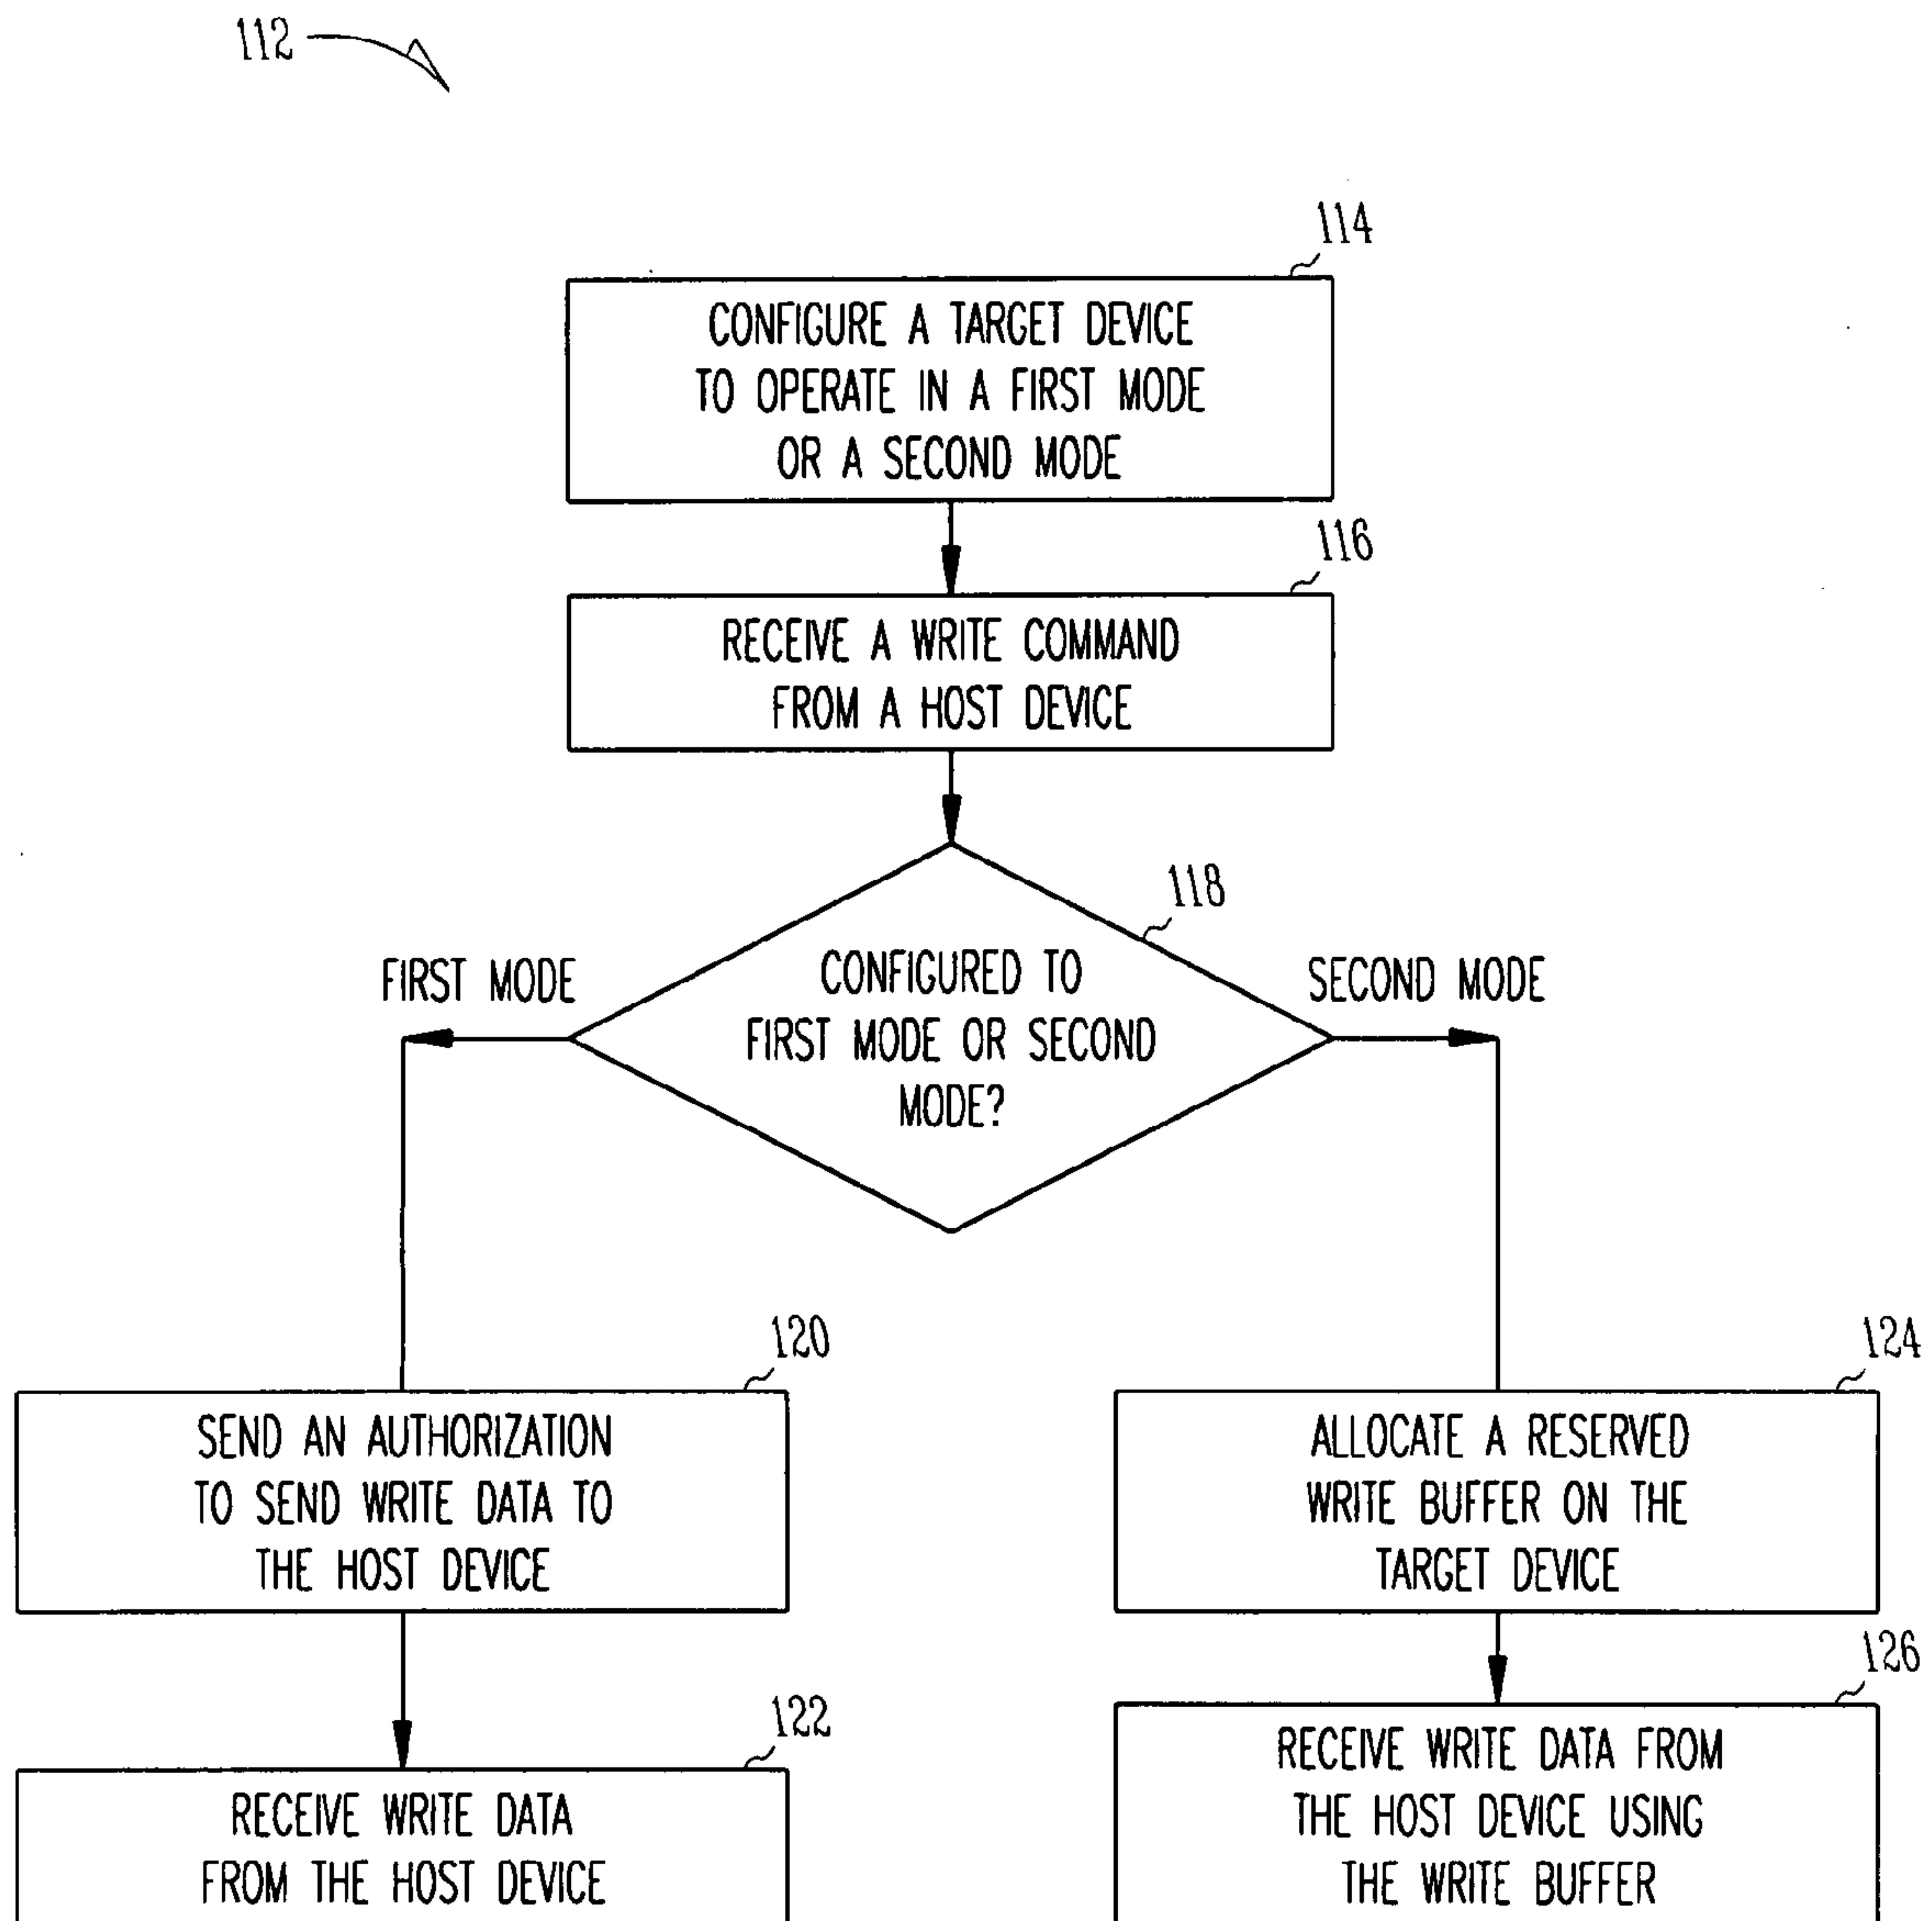 112
114
CONFIGURE A TARGET DEVICE
TO OPERATE IN A FIRST MODE
OR A SECOND MODE
116
RECEIVE A WRITE COMMAND
FROM A HOST DEVICE
118
CONFIGURED TO
FIRST MODE OR SECOND
MODE?
FIRST MODE
SECOND MODE
120
SEND AN AUTHORIZATION
TO SEND WRITE DATA TO
THE HOST DEVICE
124
ALLOCATE A RESERVED
WRITE BUFFER ON THE
TARGET DEVICE
122
RECEIVE WRITE DATA
FROM THE HOST DEVICE
126
RECEIVE WRITE DATA FROM
THE HOST DEVICE USING
THE WRITE BUFFER